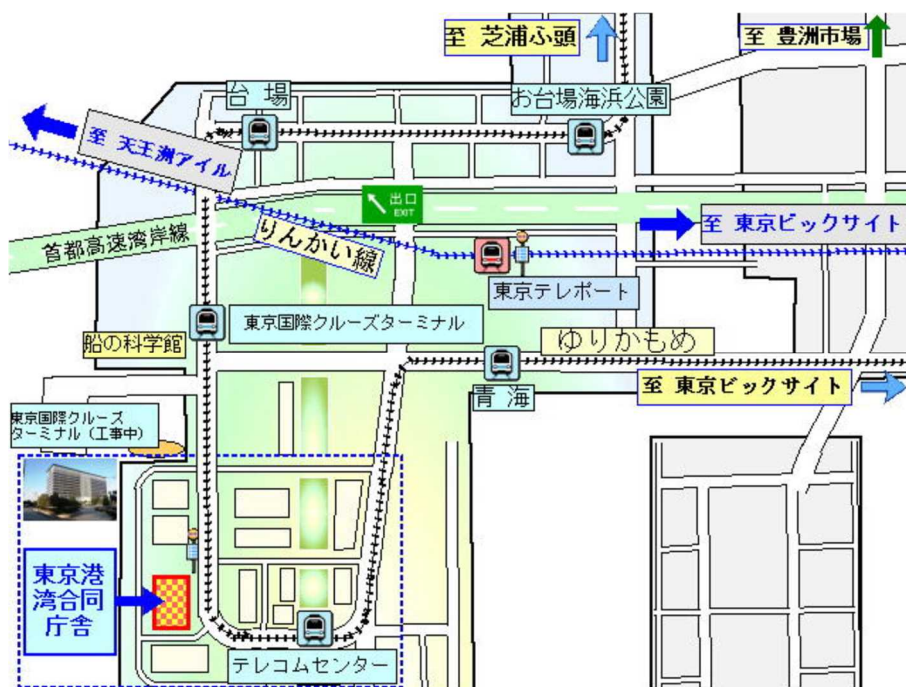 至 芝浦ふ頭
至 豊洲市場
台 場
お台場海浜公園
至 天王洲アイル
出口
EXIT
至 東京ビックサイト
首都高速湾岸線
りんかい線
東京テレポート
東京国際クルーズターミナル
船の科学館
ゆりかもめ
青 海
至 東京ビックサイト
東京国際クルーズ
ターミナル（工事中）
東京港
湾合同
庁舎
テレコムセンター